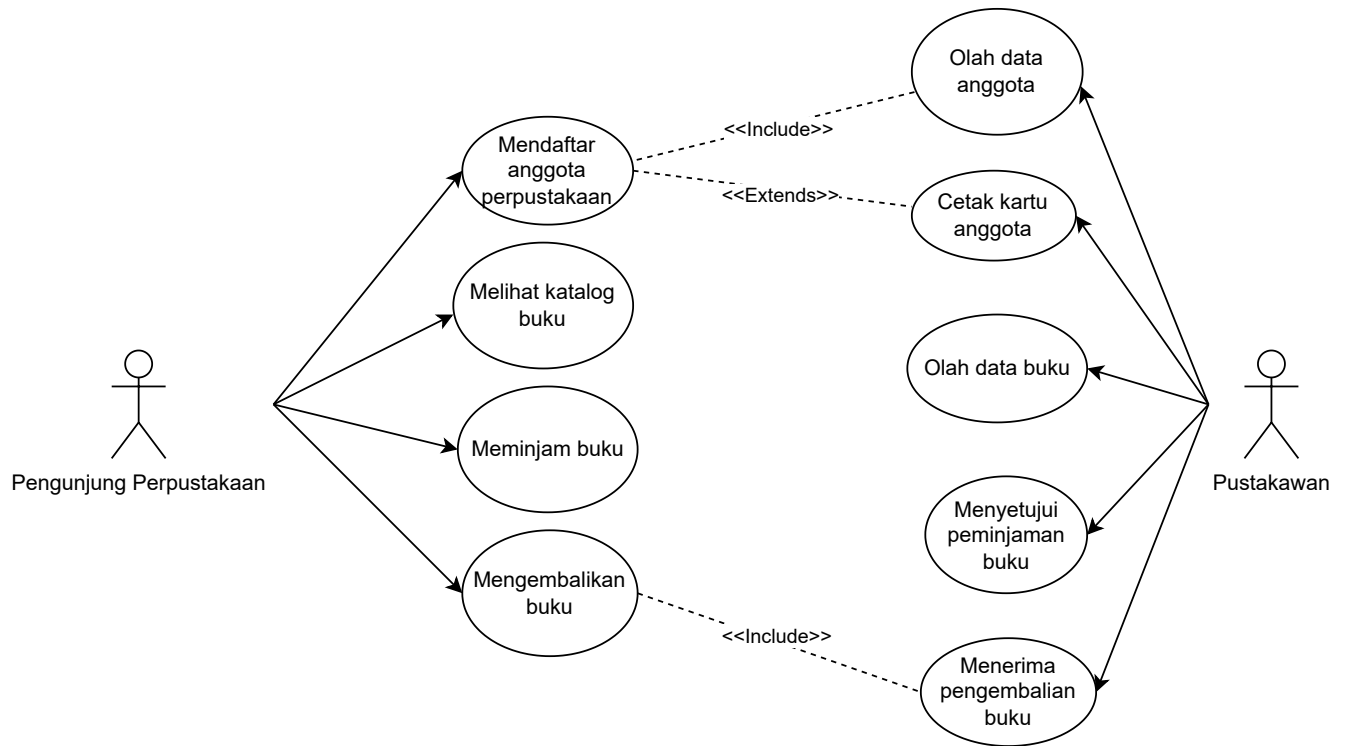 Olah data
anggota
<<Include>>
Mendaftar
anggota
perpustakaan
<<Extends>>
Cetak kartu
anggota
Melihat katalog
buku
Olah data buku
Meminjam buku
Pengunjung Perpustakaan
Pustakawan
Menyetujui
peminjaman
buku
Mengembalikan
buku
<<Include>>
Menerima
pengembalian
buku